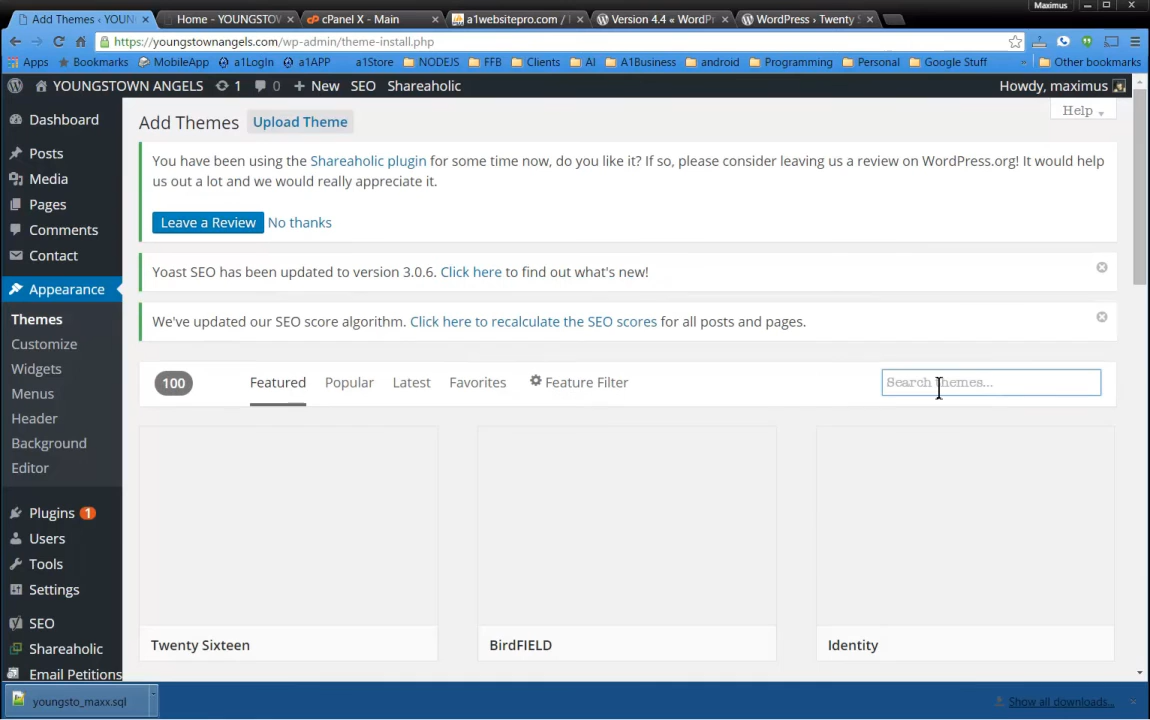 Maximus
Add Themes ‹ YOUN
Home - YOUNGSTOV
cPanel X - Main
a1websitepro.com /
Version 4.4 « WordP
WordPress › Twenty S
https://youngstownangels.com/wp-admin/theme-install.php
Apps
Bookmarks
MobileApp
a1LogIn
a1APP
a1Store
NODEJS
FFB
Clients
AI
A1Business
android
Programming
Personal
Google Stuff
»
Other bookmarks
YOUNGSTOWN ANGELS
1
0
+ New
SEO
Shareaholic
Howdy, maximus
Dashboard
Posts
Media
Pages
Comments
Contact
Appearance
Themes
Customize
Widgets
Menus
Header
Background
Editor
Plugins 1
Users
Tools
Settings
SEO
Shareaholic
Email Petitions
Help
Add Themes
Upload Theme
You have been using the Shareaholic plugin for some time now, do you like it? If so, please consider leaving us a review on WordPress.org! It would help
us out a lot and we would really appreciate it.
Leave a Review
No thanks
Yoast SEO has been updated to version 3.0.6. Click here to find out what's new!
We've updated our SEO score algorithm. Click here to recalculate the SEO scores for all posts and pages.
100
Featured
Popular
Latest
Favorites
Feature Filter
Search themes...
Twenty Sixteen
BirdFIELD
Identity
youngsto_maxx.sql
Show all downloads...